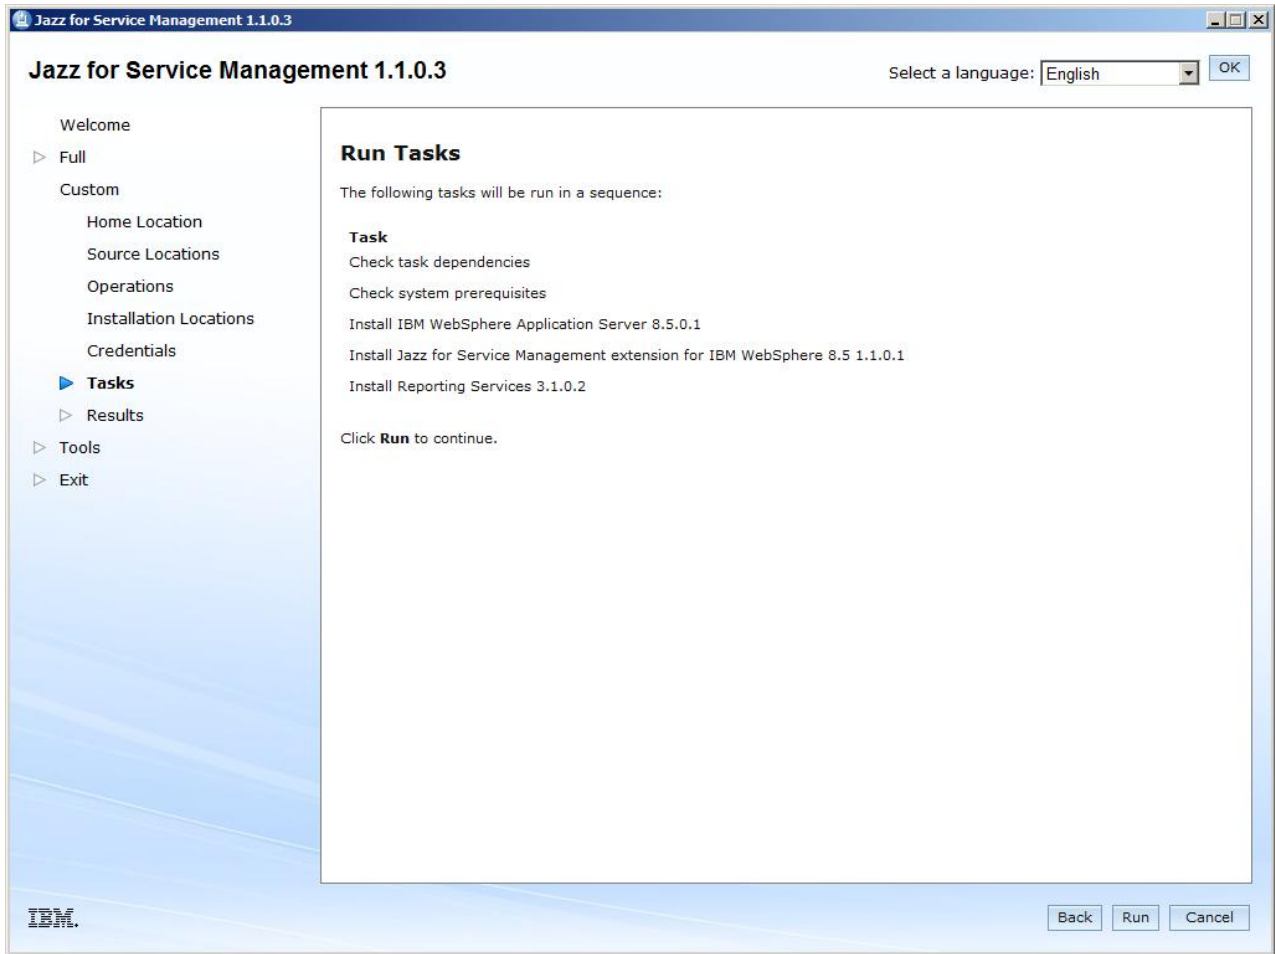 Jazz for Service Management 1.1.0.3
Jazz for Service Management 1.1.0.3
Select a language: English OK
Welcome
Full
Custom
Home Location
Source Locations
Operations
Installation Locations
Credentials
Tasks
Results
Tools
Exit
Run Tasks
The following tasks will be run in a sequence:
Task
Check task dependencies
Check system prerequisites
Install IBM WebSphere Application Server 8.5.0.1
Install Jazz for Service Management extension for IBM WebSphere 8.5 1.1.0.1
Install Reporting Services 3.1.0.2
Click Run to continue.
IBM.
Back Run Cancel